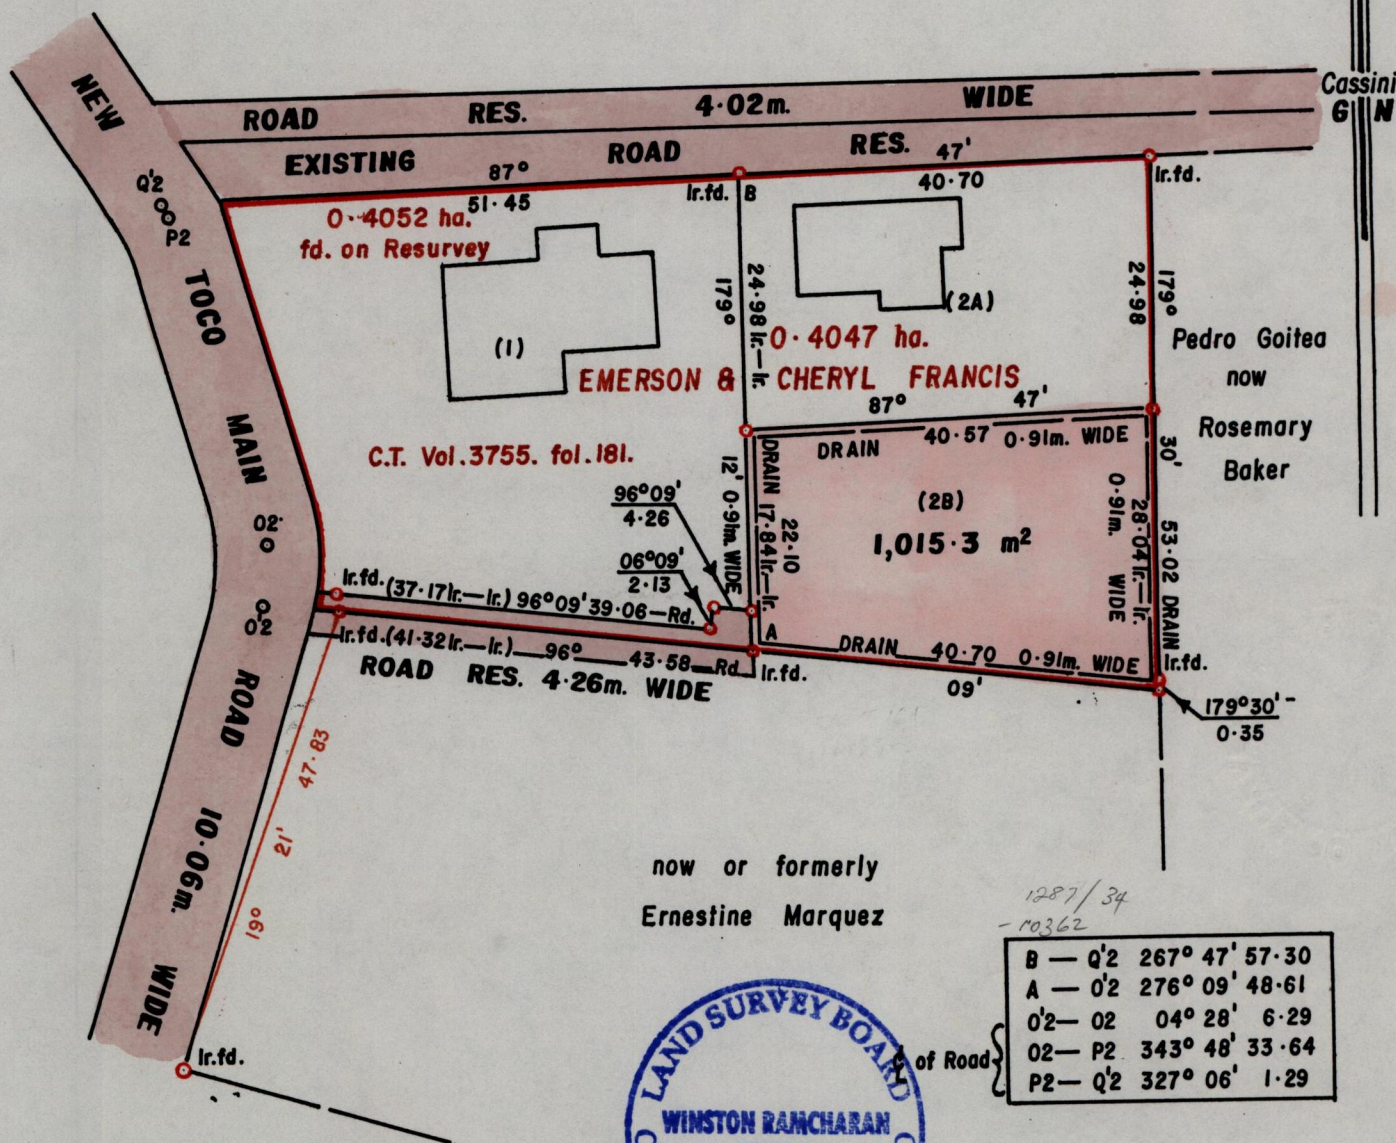 Cassini
G N
NEW TOCO MAIN ROAD 10·06m. WIDE
ROAD RES. 4·02m. WIDE
EXISTING ROAD RES.
87° 47'
51·45
40·70
Ir.fd. B
Ir.fd.
Q'2
P2
0·4052 ha.
fd. on Resurvey
(1)
(2A)
179°
24·98 Ir.—Ir.
24·98
179°
0·4047 ha.
EMERSON & CHERYL FRANCIS
Pedro Goitea
now
Rosemary
Baker
C.T. Vol.3755. fol.181.
87° 47'
DRAIN 40·57 0·91m. WIDE
12' 0·91m. WIDE
DRAIN 17·84 Ir.—Ir.
22·10
(2B)
1,015·3 m²
0·91m. WIDE
28·04 Ir.—Ir.
30'
53·02 DRAIN
96°09'
4·26
06°09'
2·13
O2
O'2
Ir.fd. (37·17 Ir.—Ir.) 96°09' 39·06—Rd.
A
Ir.fd. (41·32 Ir.—Ir.) 96° 43·58—Rd.
Ir.fd.
DRAIN 40·70 0·91m. WIDE
Ir.fd.
09'
ROAD RES. 4·26m. WIDE
179°30'
0·35
47·83
21'
19°
Ir.fd.
now or formerly
Ernestine Marquez
1287/34
B — Q'2 267° 47' 57·30
A — O'2 276° 09' 48·61
O'2— O2 04° 28' 6·29
O2— P2 343° 48' 33·64
P2— Q'2 327° 06' 1·29
of Road
LAND SURVEY BOARD
WINSTON RAMCHARAN